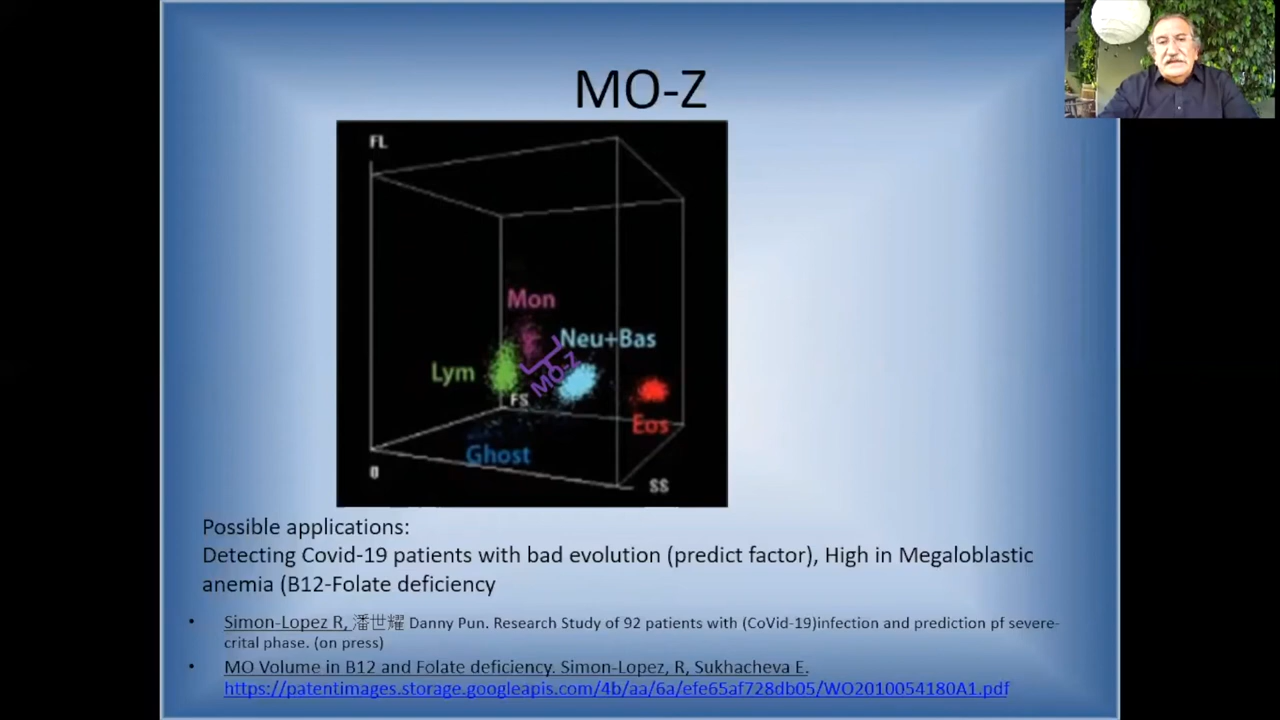 MO-Z
FL
Mon
Neu+Bas
Lym
MO-Z
FS
Eos
Ghost
0
SS
Possible applications:
Detecting Covid-19 patients with bad evolution (predict factor), High in Megaloblastic
anemia (B12-Folate deficiency
• Simon-Lopez R, 潘世耀 Danny Pun. Research Study of 92 patients with (CoVid-19)infection and prediction pf severe-
crital phase. (on press)
• MO Volume in B12 and Folate deficiency. Simon-Lopez, R, Sukhacheva E.
https://patentimages.storage.googleapis.com/4b/aa/6a/efe65af728db05/WO2010054180A1.pdf